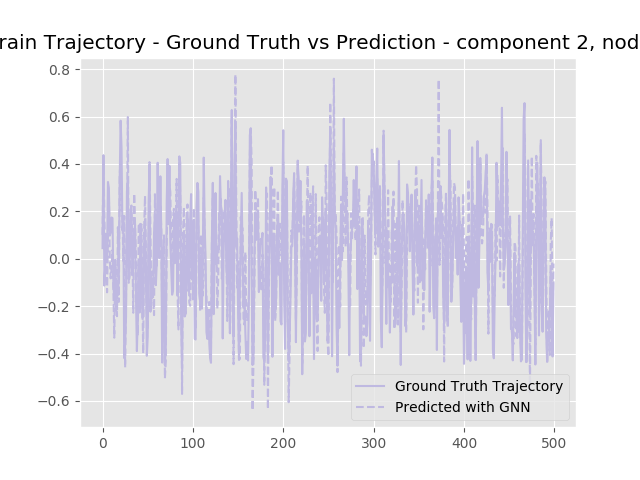 rain Trajectory - Ground Truth vs Prediction - component 2, nod
0.8
0.6
0.4
0.2
0.0
−0.2
−0.4
−0.6
0 100 200 300 400 500
Ground Truth Trajectory
Predicted with GNN